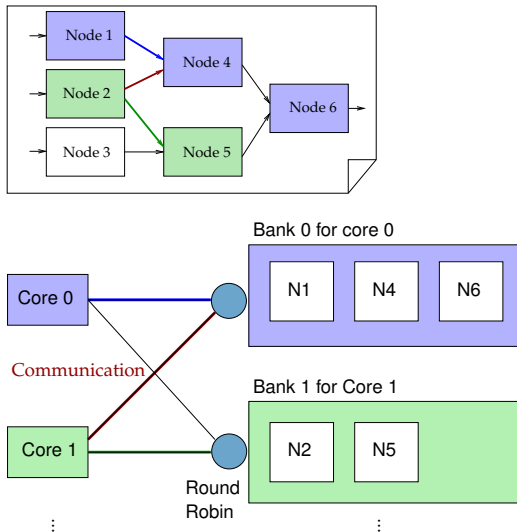 Node 1
Node 4
Node 2
Node 6
Node 3
Node 5
Bank 0 for core 0
Core 0
N1
N4
N6
Communication
Bank 1 for Core 1
Core 1
N2
N5
Round
Robin
...
...